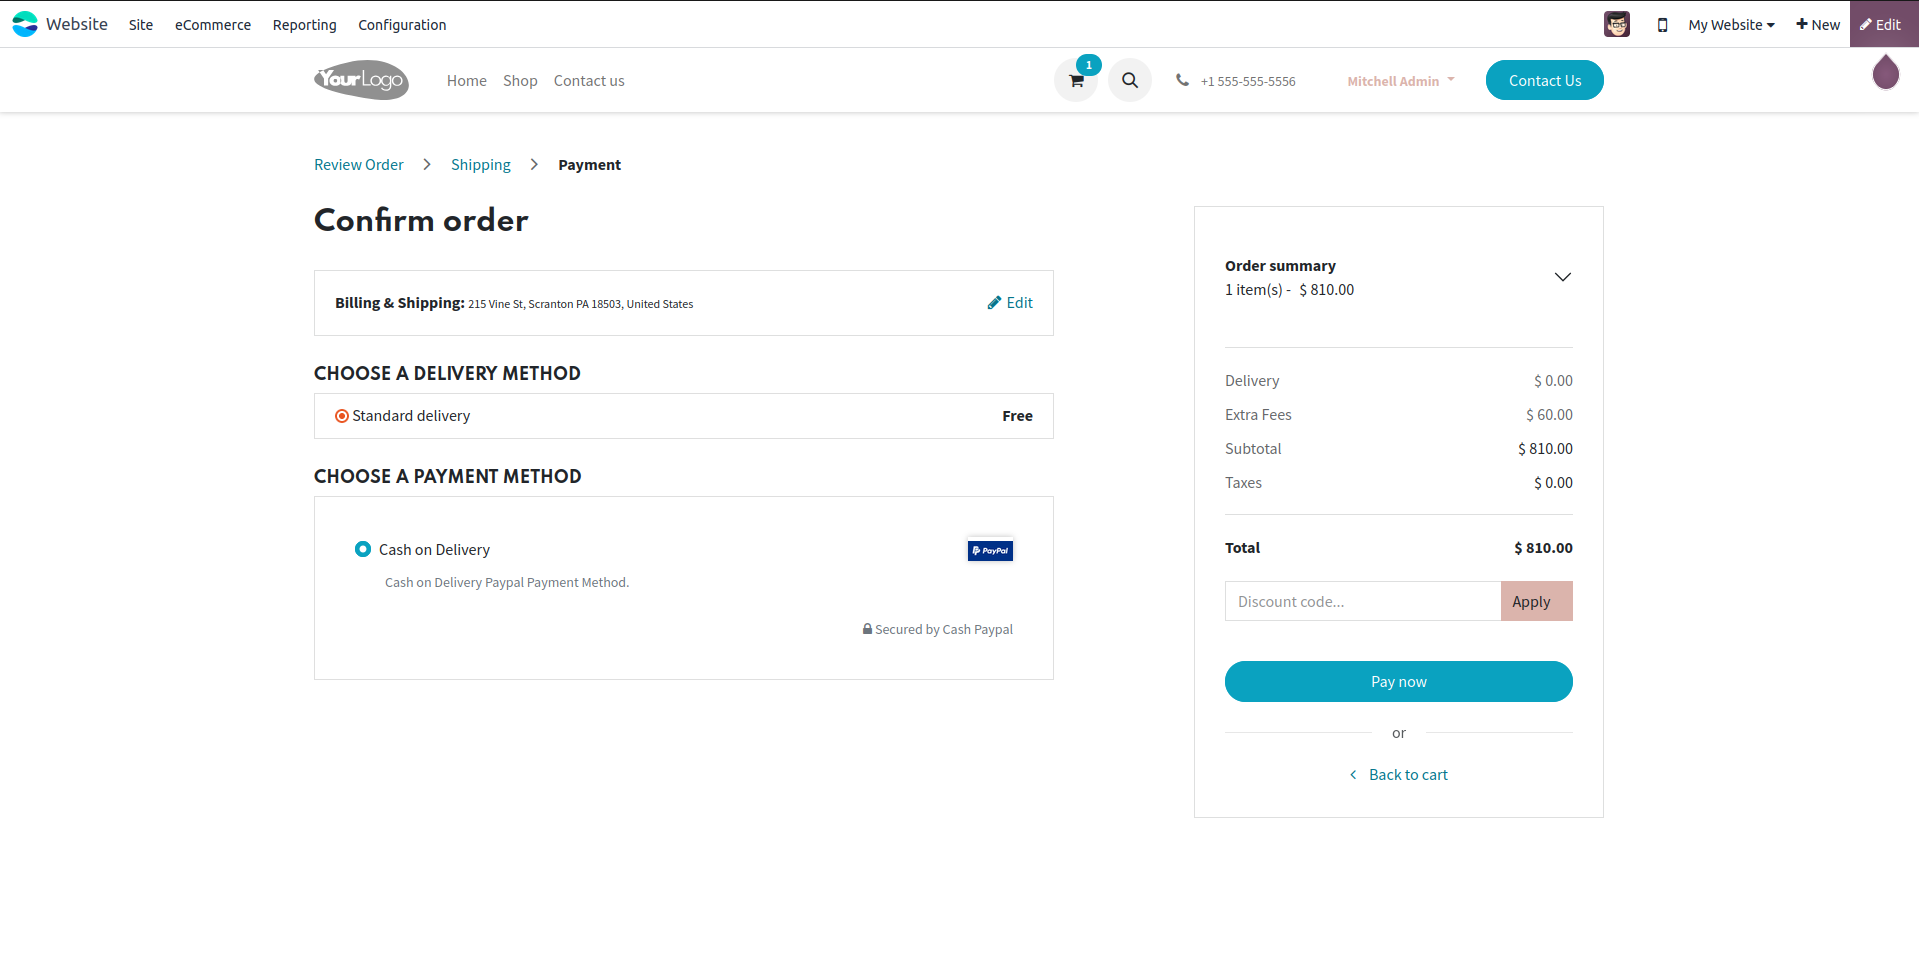 Website Site eCommerce Reporting Configuration My Website New Edit
YourLogo Home Shop Contact us 1 +1 555-555-5556 Mitchell Admin Contact Us
Review Order > Shipping > Payment
Confirm order
Billing & Shipping: 215 Vine St, Scranton PA 18503, United States Edit
CHOOSE A DELIVERY METHOD
Standard delivery Free
CHOOSE A PAYMENT METHOD
Cash on Delivery PayPal
Cash on Delivery Paypal Payment Method.
Secured by Cash Paypal
Order summary
1 item(s) - $ 810.00
Delivery $ 0.00
Extra Fees $ 60.00
Subtotal $ 810.00
Taxes $ 0.00
Total $ 810.00
Discount code... Apply
Pay now
or
Back to cart